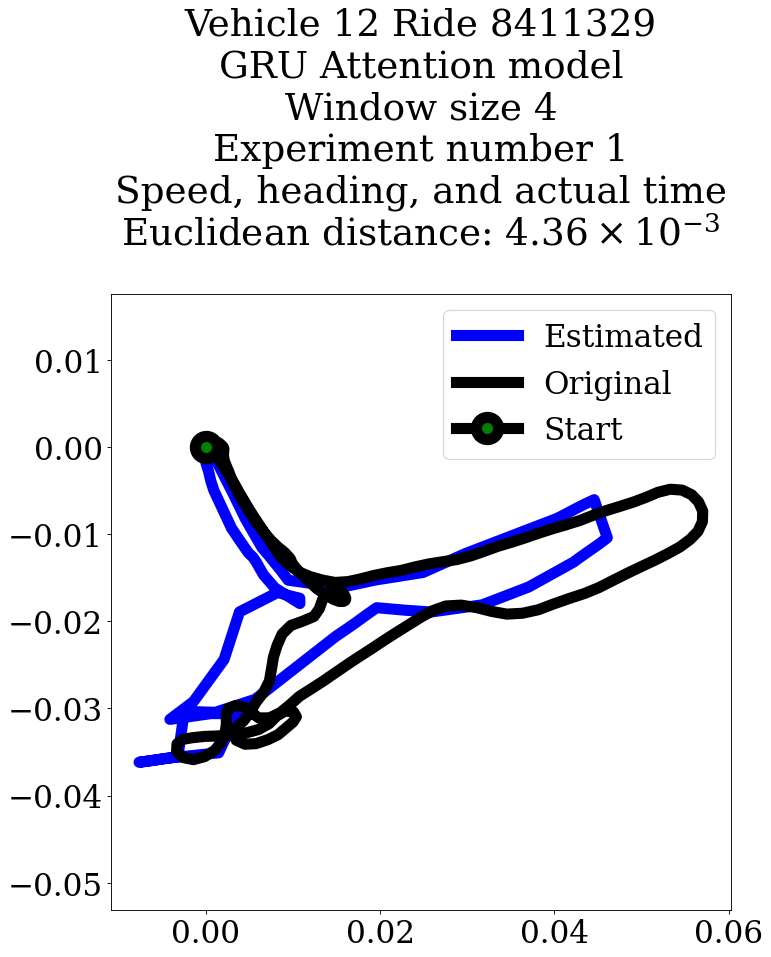 Vehicle 12 Ride 8411329
GRU Attention model
Window size 4
Experiment number 1
Speed, heading, and actual time
Euclidean distance: 4.36 × 10⁻³
Estimated
Original
Start
0.01
0.00
−0.01
−0.02
−0.03
−0.04
−0.05
0.00 0.02 0.04 0.06